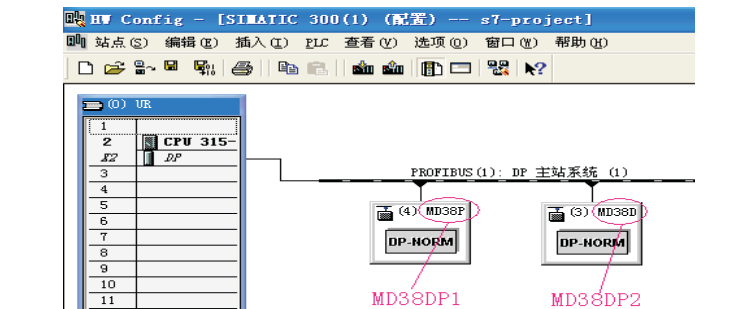 HW Config - [SIMATIC 300(1) (配置) -- s7-project]
站点(S) 编辑(E) 插入(I) PLC 查看(V) 选项(O) 窗口(W) 帮助(H)
(0) UR
1
2 CPU 315-
X2 DP
3
4
5
6
7
8
9
10
11
PROFIBUS(1): DP 主站系统 (1)
(4) MD38P
DP-NORM
(3) MD38D
DP-NORM
MD38DP1
MD38DP2